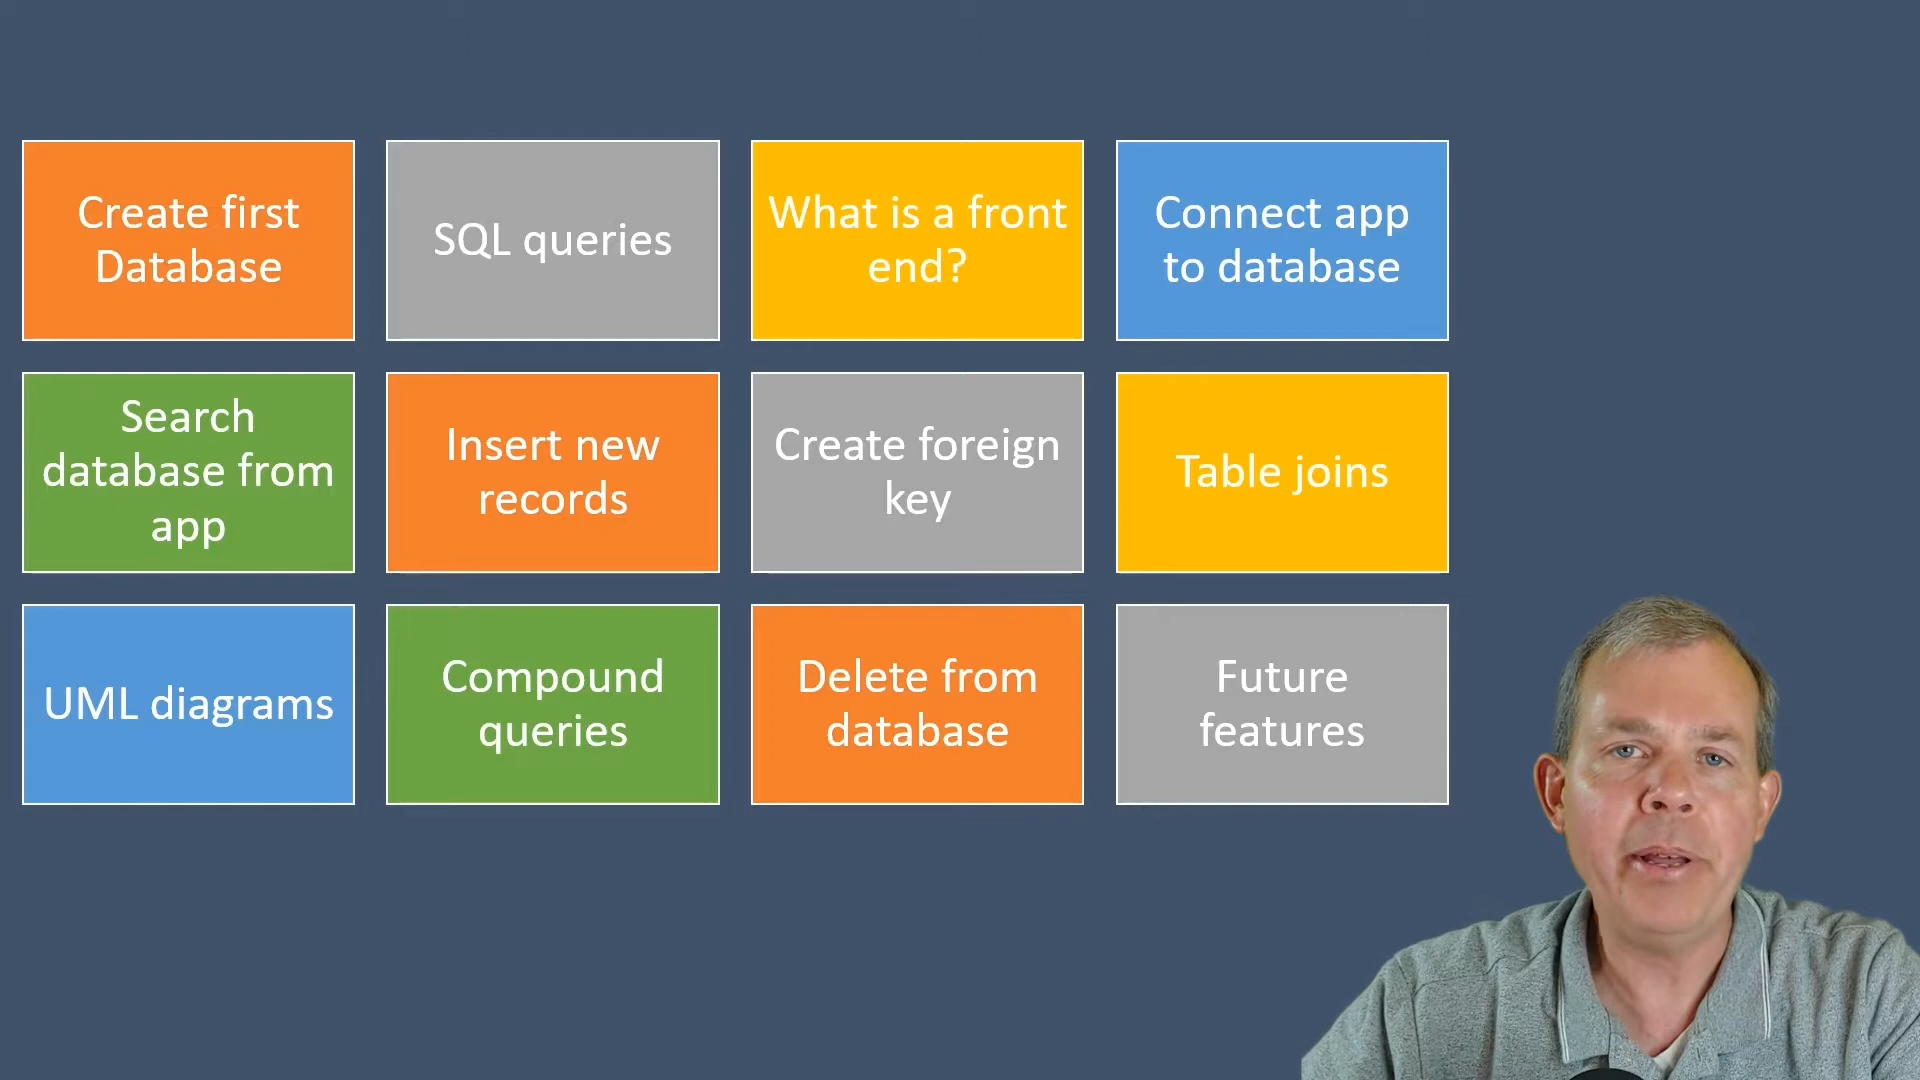 Create first
Database
SQL queries
What is a front
end?
Connect app
to database
Search
database from
app
Insert new
records
Create foreign
key
Table joins
UML diagrams
Compound
queries
Delete from
database
Future
features